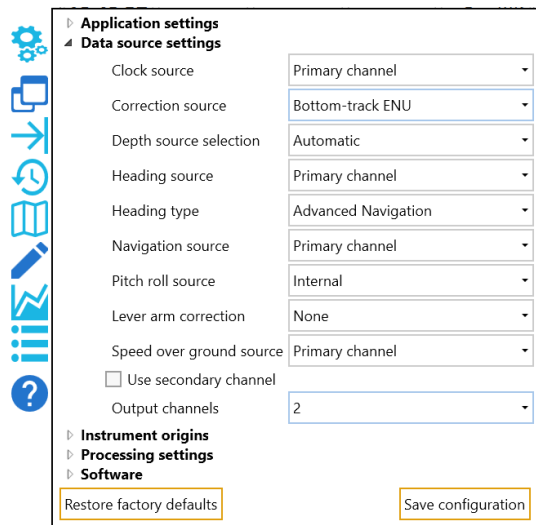 Application settings
Data source settings
Clock source Primary channel
Correction source Bottom-track ENU
Depth source selection Automatic
Heading source Primary channel
Heading type Advanced Navigation
Navigation source Primary channel
Pitch roll source Internal
Lever arm correction None
Speed over ground source Primary channel
Use secondary channel
Output channels 2
Instrument origins
Processing settings
Software
Restore factory defaults Save configuration